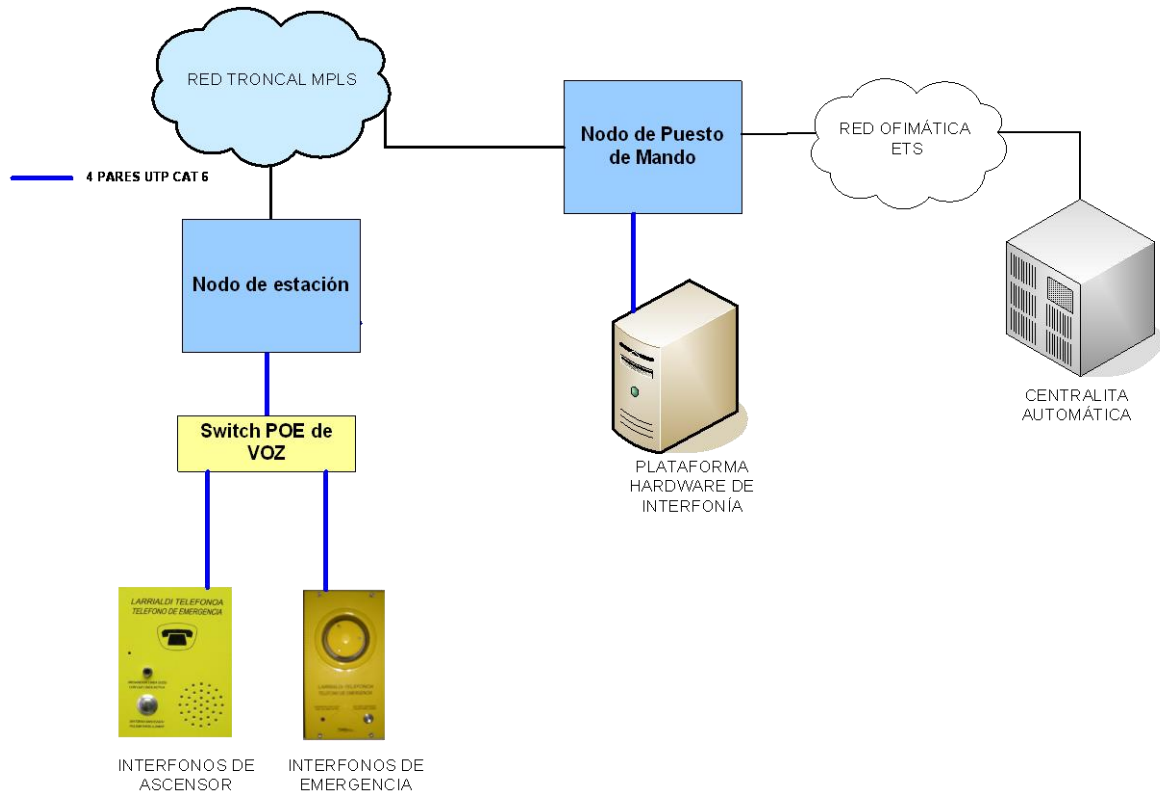 RED TRONCAL MPLS
Nodo de Puesto
de Mando
RED OFIMÁTICA
ETS
4 PARES UTP CAT 6
Nodo de estación
Switch POE de
VOZ
PLATAFORMA
HARDWARE DE
INTERFONÍA
CENTRALITA
AUTOMÁTICA
LARRIALDI TELEFONOA
TELEFONO DE EMERGENCIA
LARRIALDI TELEFONOA
TELEFONO DE EMERGENCIA
INTERFONOS DE
ASCENSOR
INTERFONOS DE
EMERGENCIA